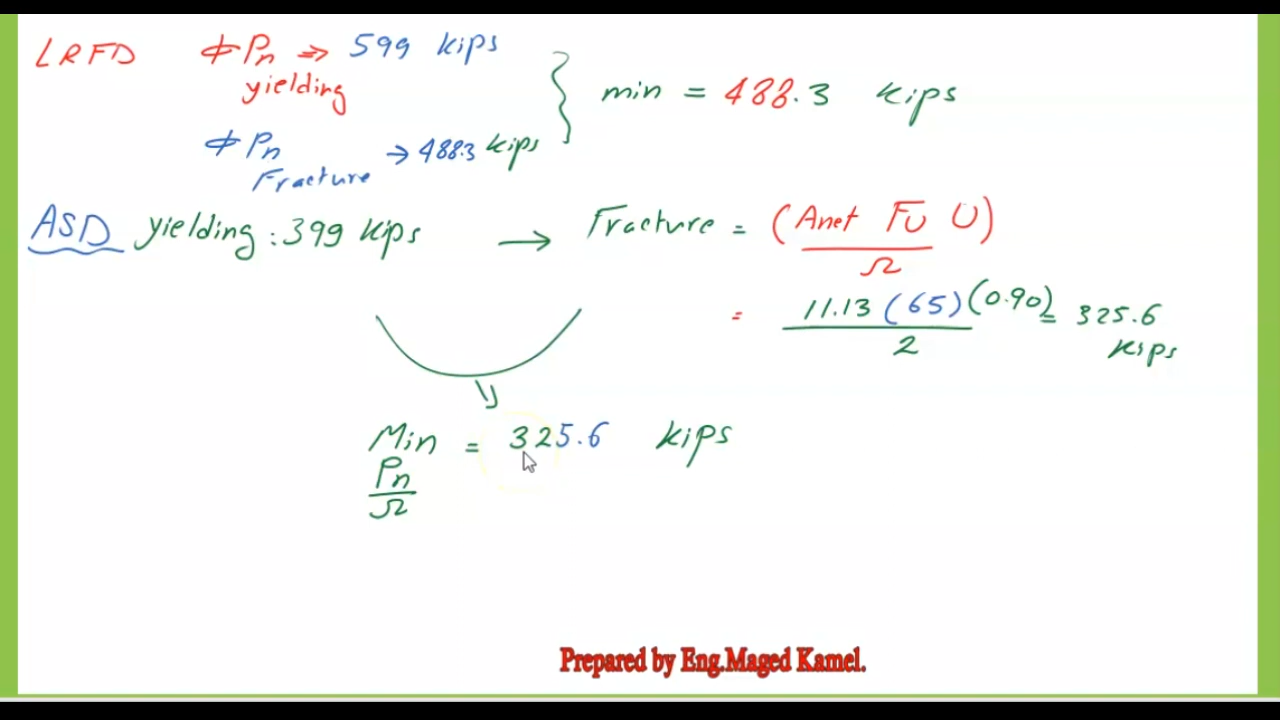 LRFD ΦPn => 599 kips
yielding
min = 488.3 kips
ΦPn → 488.3 kips
Fracture
ASD yielding : 399 kips → Fracture = (Anet FU U)
Ω
= 11.13 (65) (0.90) = 325.6
2 kips
Min = 325.6 kips
Pn
Ω
Prepared by Eng.Maged Kamel.